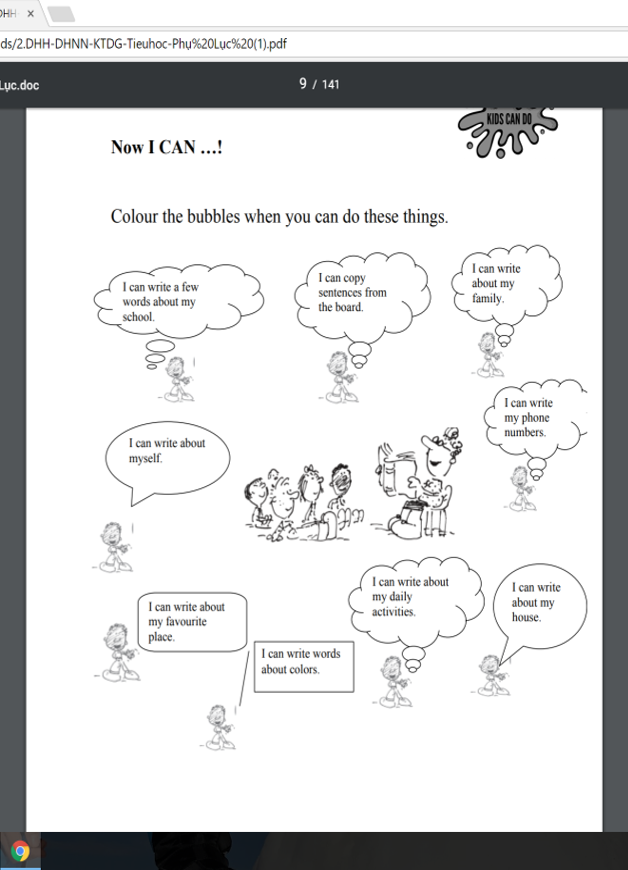 ds/2.DHH-DHNN-KTDG-Tieuhoc-Phụ%20Lục%20(1).pdf
Lục.doc
9 / 141
KIDS CAN DO
Now I CAN …!
Colour the bubbles when you can do these things.
I can write a few
words about my
school.
I can copy
sentences from
the board.
I can write
about my
family.
I can write
my phone
numbers.
I can write about
myself.
I can write about
my daily
activities.
I can write
about my
house.
I can write about
my favourite
place.
I can write words
about colors.